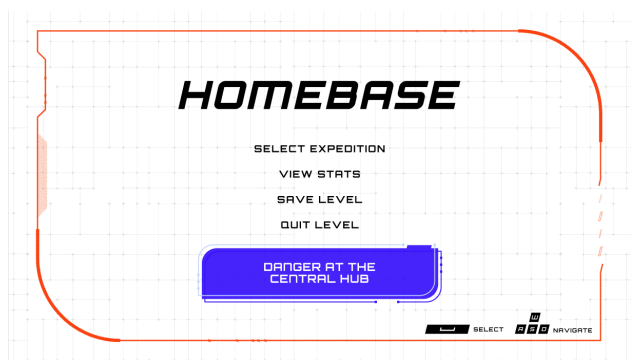 HOMEBASE
SELECT EXPEDITION
VIEW STATS
SAVE LEVEL
QUIT LEVEL
DANGER AT THE
CENTRAL HUB
W
SELECT A S D NAVIGATE